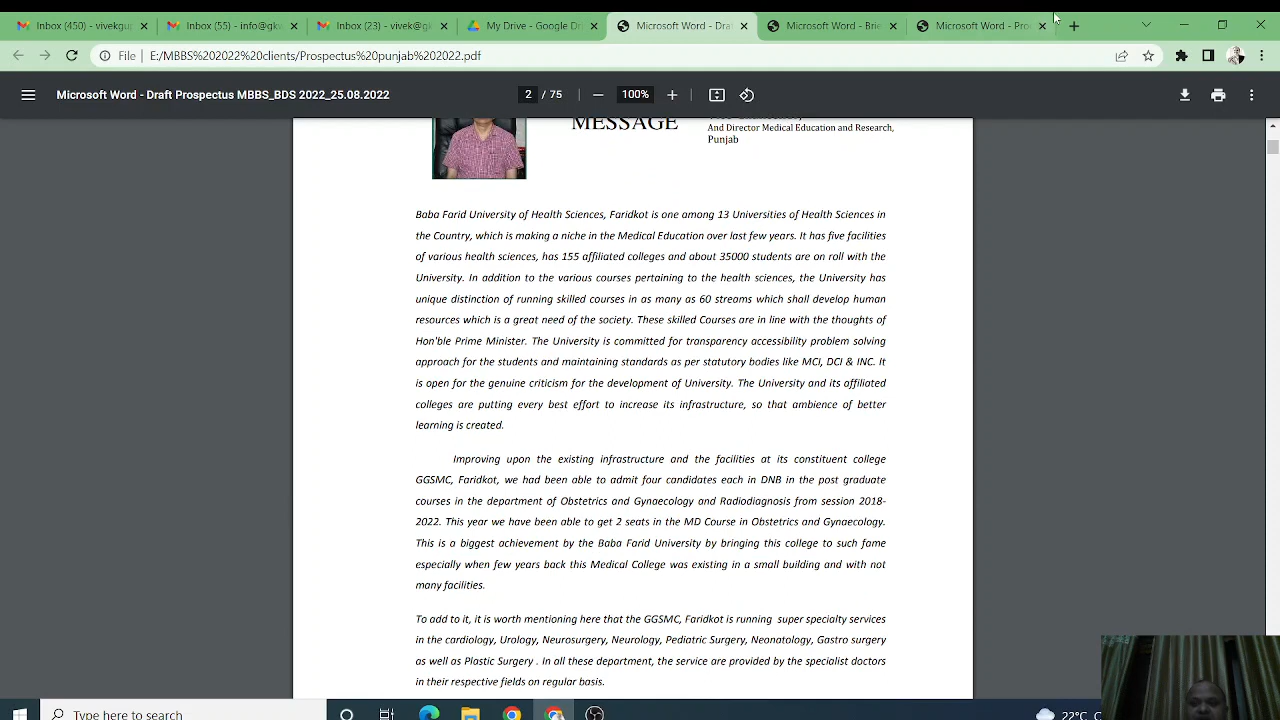 Inbox (450) - vivekgup
Inbox (55) - info@gkw
Inbox (23) - vivek@gk
My Drive - Google Dr
Microsoft Word - Draf
Microsoft Word - Brie
Microsoft Word - Pros
File
E:/MBBS%202022%20clients/Prospectus%20punjab%202022.pdf
Microsoft Word - Draft Prospectus MBBS_BDS 2022_25.08.2022
2 / 75
100%
MESSAGE
And Director Medical Education and Research,
Punjab
Baba Farid University of Health Sciences, Faridkot is one among 13 Universities of Health Sciences in
the Country, which is making a niche in the Medical Education over last few years. It has five facilities
of various health sciences, has 155 affiliated colleges and about 35000 students are on roll with the
University. In addition to the various courses pertaining to the health sciences, the University has
unique distinction of running skilled courses in as many as 60 streams which shall develop human
resources which is a great need of the society. These skilled Courses are in line with the thoughts of
Hon'ble Prime Minister. The University is committed for transparency accessibility problem solving
approach for the students and maintaining standards as per statutory bodies like MCI, DCI & INC. It
is open for the genuine criticism for the development of University. The University and its affiliated
colleges are putting every best effort to increase its infrastructure, so that ambience of better
learning is created.
Improving upon the existing infrastructure and the facilities at its constituent college
GGSMC, Faridkot, we had been able to admit four candidates each in DNB in the post graduate
courses in the department of Obstetrics and Gynaecology and Radiodiagnosis from session 2018-
2022. This year we have been able to get 2 seats in the MD Course in Obstetrics and Gynaecology.
This is a biggest achievement by the Baba Farid University by bringing this college to such fame
especially when few years back this Medical College was existing in a small building and with not
many facilities.
To add to it, it is worth mentioning here that the GGSMC, Faridkot is running super specialty services
in the cardiology, Urology, Neurosurgery, Neurology, Pediatric Surgery, Neonatology, Gastro surgery
as well as Plastic Surgery . In all these department, the service are provided by the specialist doctors
in their respective fields on regular basis.
Type here to search
22°C